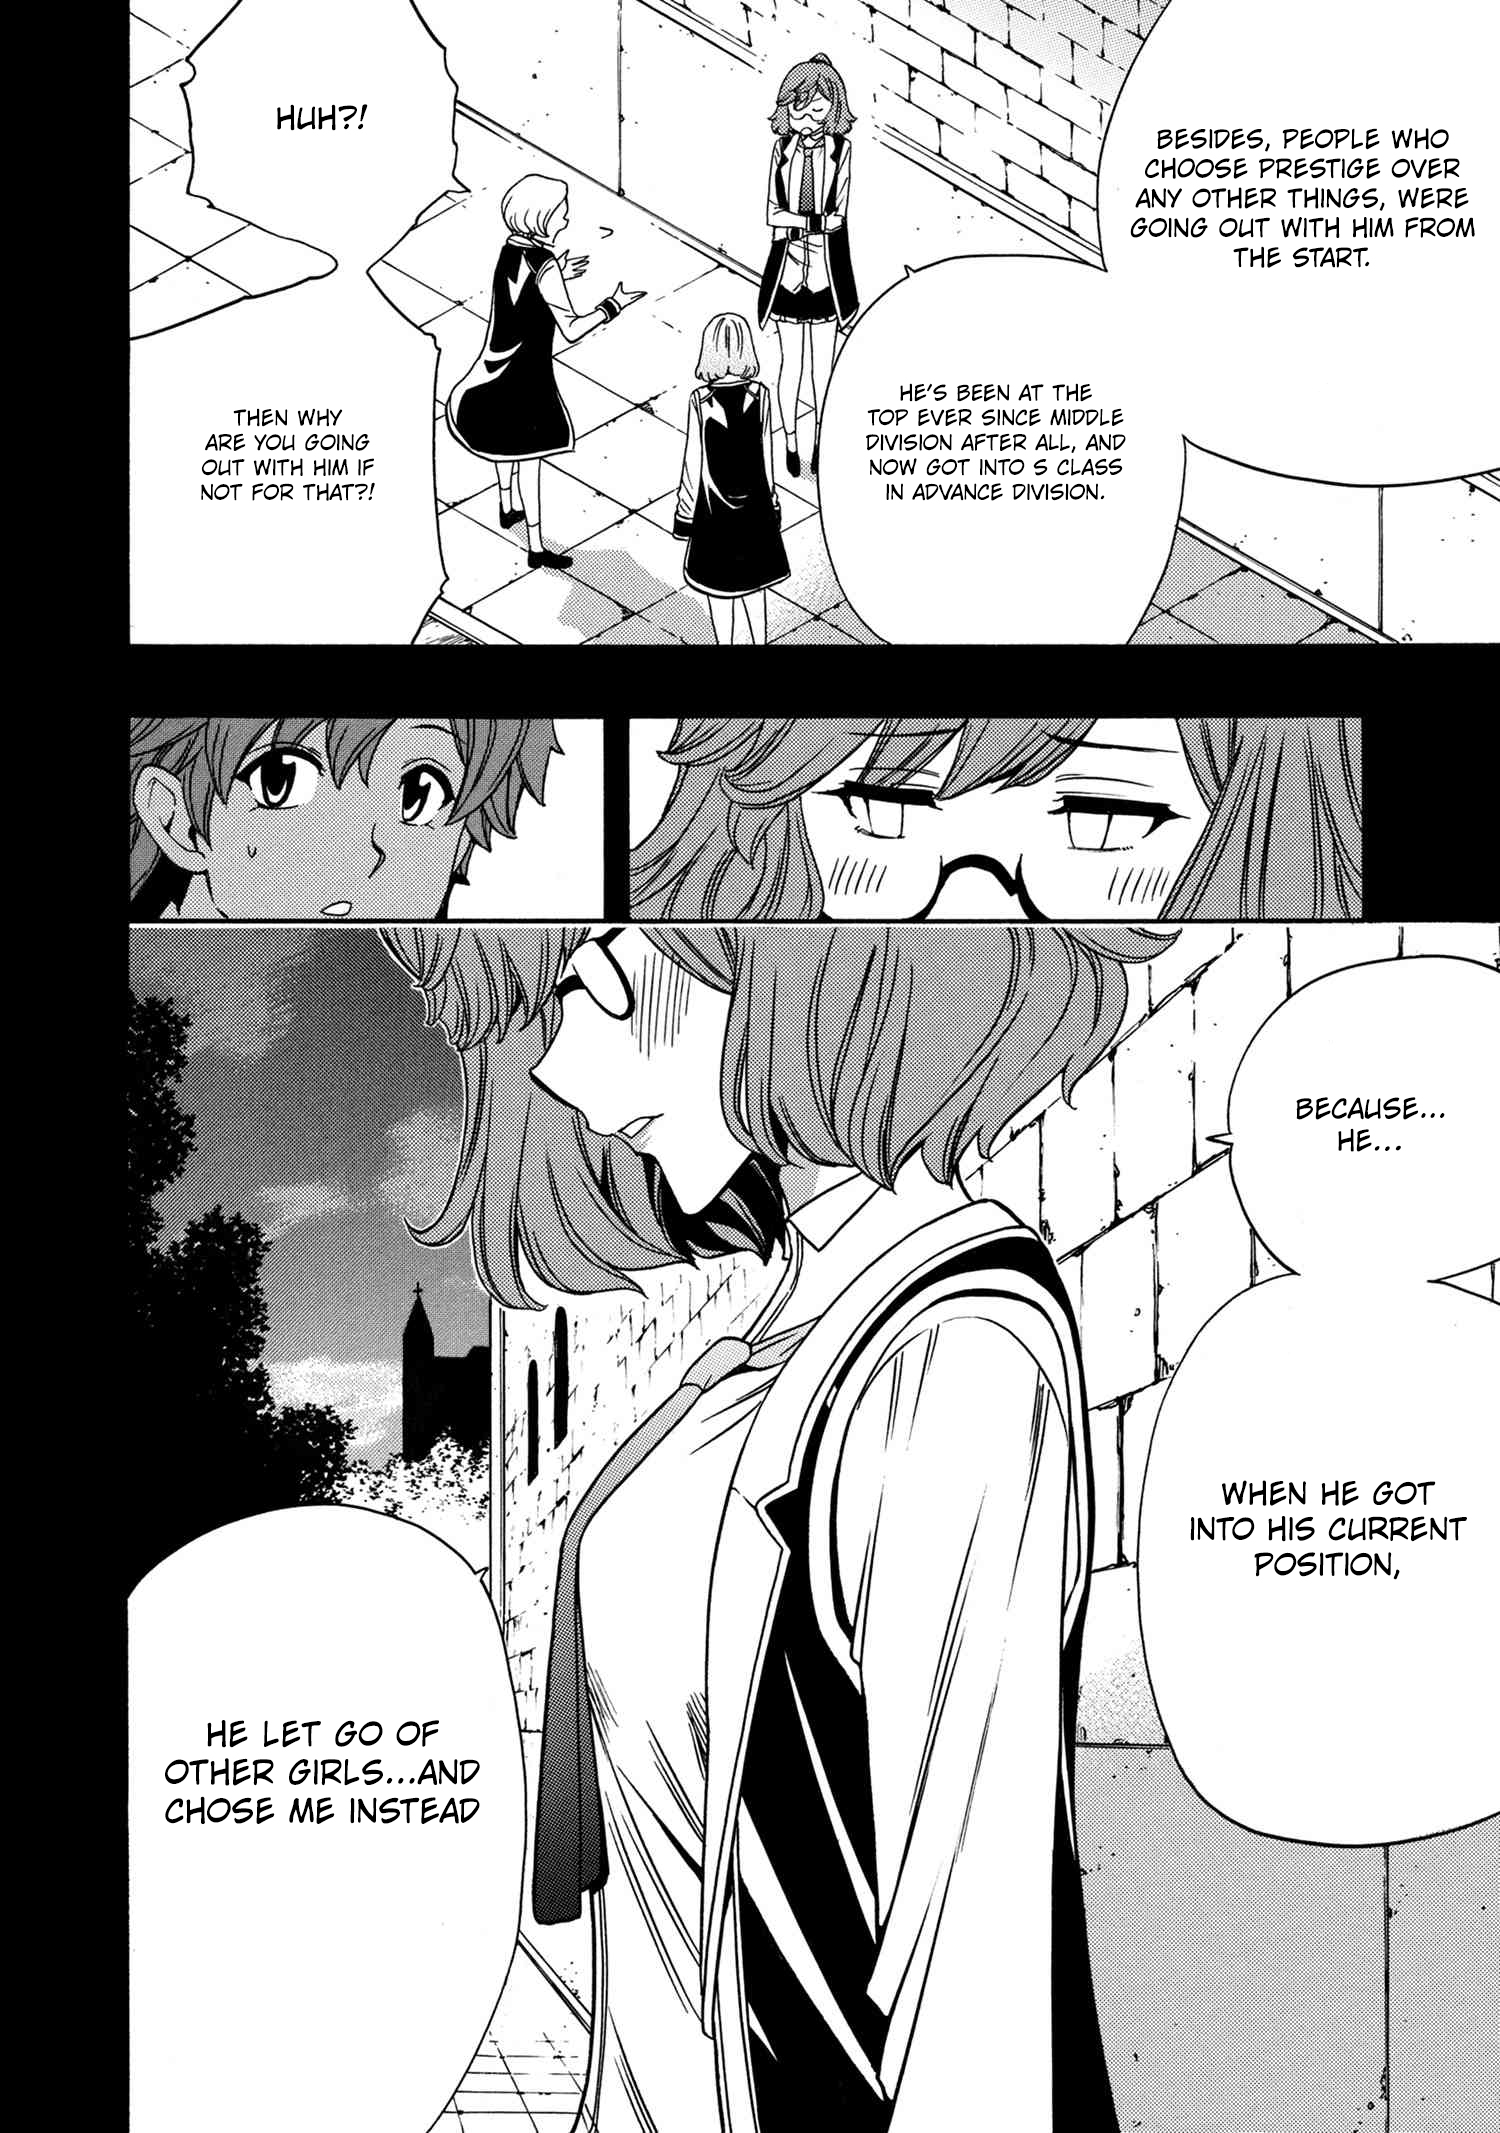 BESIDES, PEOPLE WHO
CHOOSE PRESTIGE OVER
ANY OTHER THINGS, WERE
GOING OUT WITH HIM FROM
THE START.
HE'S BEEN AT THE
TOP EVER SINCE MIDDLE
DIVISION AFTER ALL, AND
NOW GOT INTO S CLASS
IN ADVANCE DIVISION.
HUH?!
THEN WHY
ARE YOU GOING
OUT WITH HIM IF
NOT FOR THAT?!
BECAUSE...
HE...
WHEN HE GOT
INTO HIS CURRENT
POSITION,
HE LET GO OF
OTHER GIRLS...AND
CHOSE ME INSTEAD